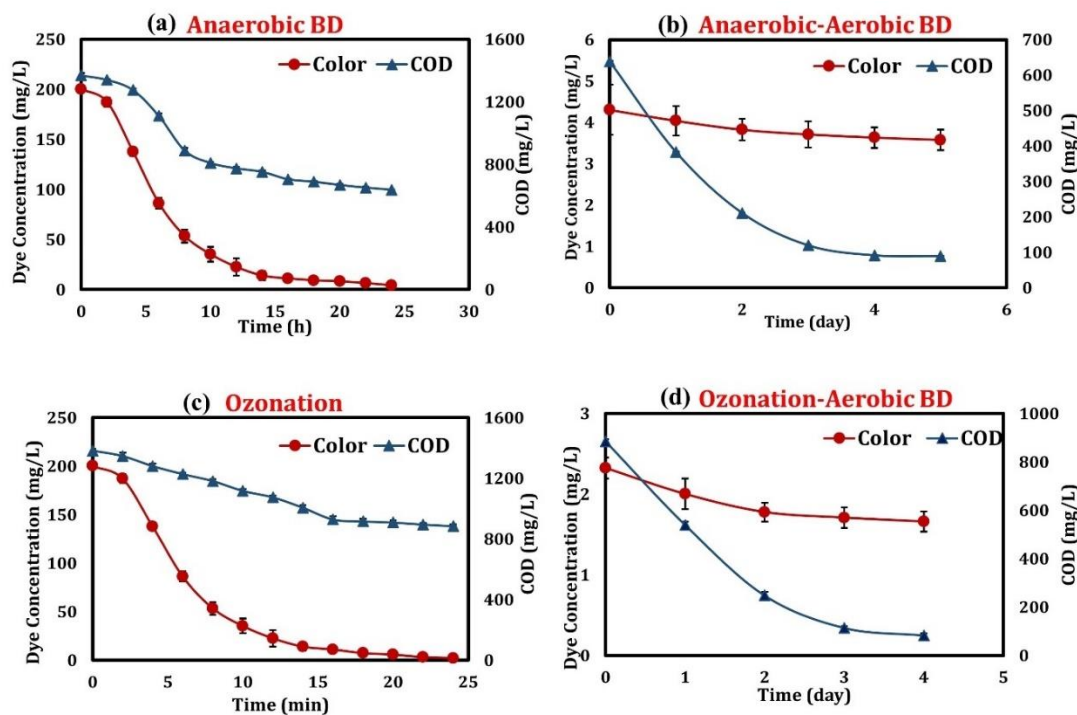 (a) Anaerobic BD
Color COD
Dye Concentration (mg/L)
250
200
150
100
50
0
1600
1200
800
400
0
COD (mg/L)
0 5 10 15 20 25 30
Time (h)
(b) Anaerobic-Aerobic BD
Color COD
Dye Concentration (mg/L)
6
5
4
3
2
1
0
700
600
500
400
300
200
100
0
COD (mg/L)
0 2 4 6
Time (day)
(c) Ozonation
Color COD
Dye Concentration (mg/L)
250
200
150
100
50
0
1600
1200
800
400
0
COD (mg/L)
0 5 10 15 20 25
Time (min)
(d) Ozonation-Aerobic BD
Color COD
Dye Concentration (mg/L)
3
2
1
0
1000
800
600
400
200
0
COD (mg/L)
0 1 2 3 4 5
Time (day)